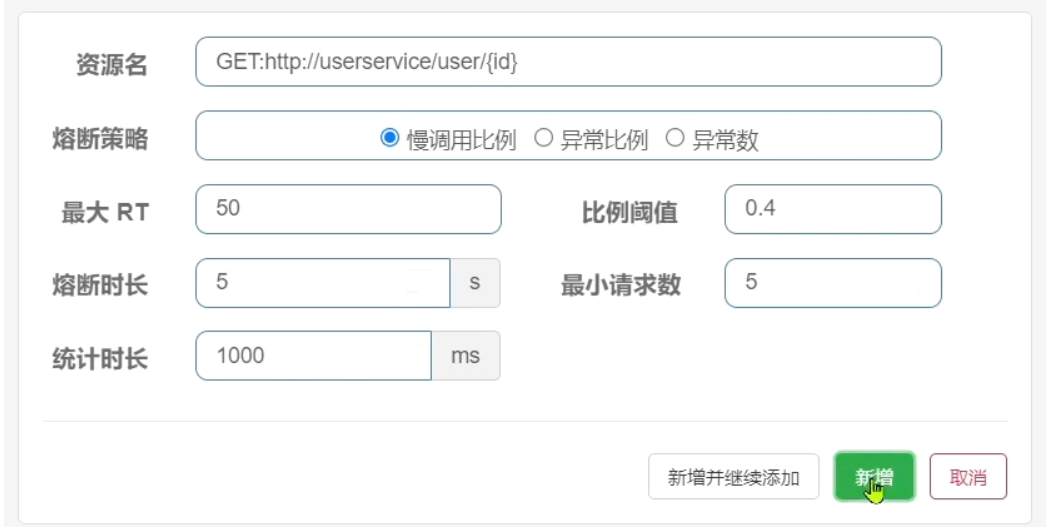 资源名 GET:http://userservice/user/{id}
熔断策略 慢调用比例 异常比例 异常数
最大 RT 50 比例阈值 0.4
熔断时长 5 s 最小请求数 5
统计时长 1000 ms
新增并继续添加 新增 取消